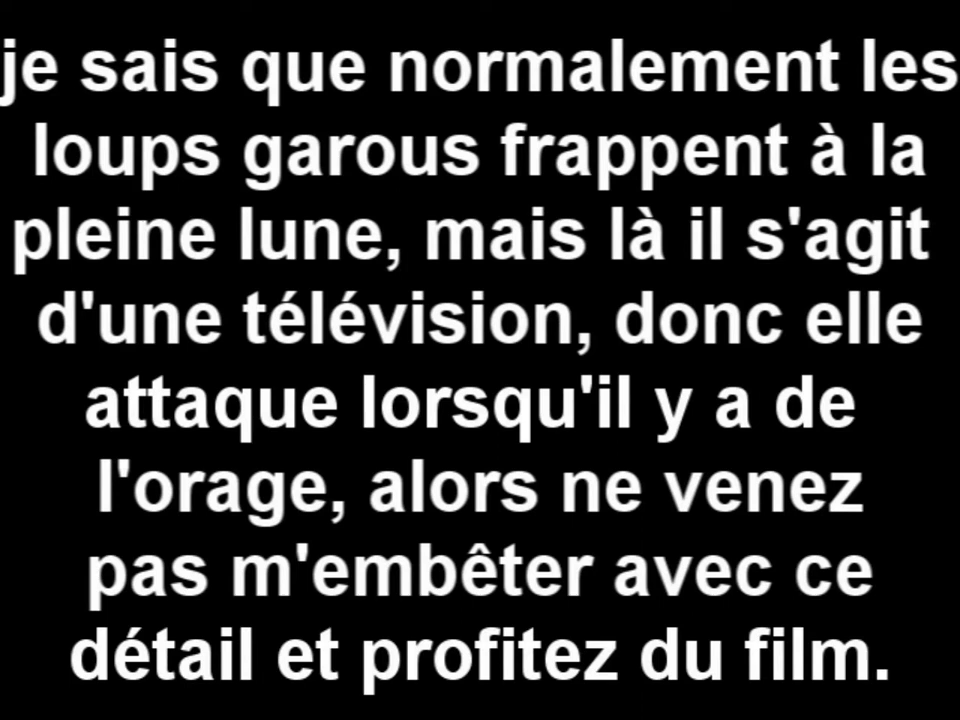 je sais que normalement les
loups garous frappent à la
pleine lune, mais là il s'agit
d'une télévision, donc elle
attaque lorsqu'il y a de
l'orage, alors ne venez
pas m'embêter avec ce
détail et profitez du film.